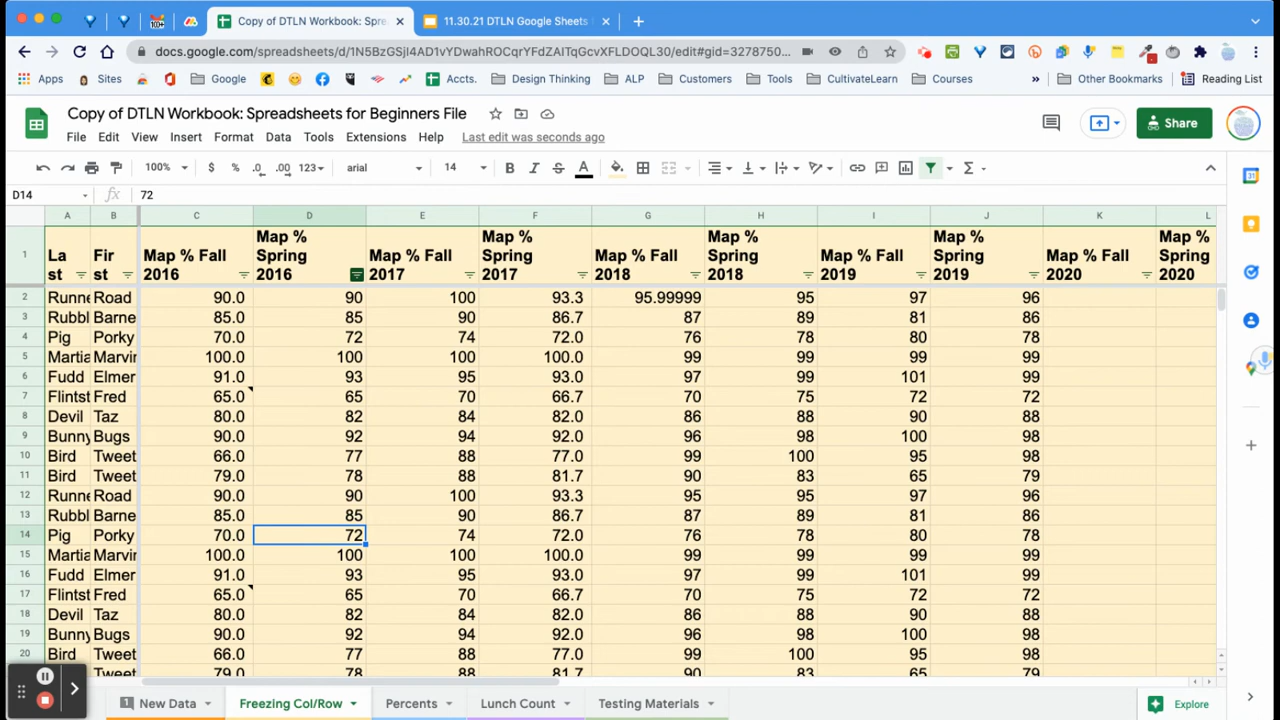 Copy of DTLN Workbook: Spre
11.30.21 DTLN Google Sheets
docs.google.com/spreadsheets/d/1N5BzGSjI4AD1vYDwahROCqrYFdZAITqGcvXFLDOQL30/edit#gid=3278750...
Apps Sites Google Accts. Design Thinking ALP Customers Tools CultivateLearn Courses » Other Bookmarks Reading List
Copy of DTLN Workbook: Spreadsheets for Beginners File
File Edit View Insert Format Data Tools Extensions Help Last edit was seconds ago
Share
100% $ % .0 .00 123 arial 14 B I S A Σ
D14 fx 72
A B C D E F G H I J K L
1 La st Fir st Map % Fall 2016 Map % Spring 2016 Map % Fall 2017 Map % Spring 2017 Map % Fall 2018 Map % Spring 2018 Map % Fall 2019 Map % Spring 2019 Map % Fall 2020 Map % Spring 2020
2 Runne Road 90.0 90 100 93.3 95.99999 95 97 96
3 Rubbl Barne 85.0 85 90 86.7 87 89 81 86
4 Pig Porky 70.0 72 74 72.0 76 78 80 78
5 Martia Marvir 100.0 100 100 100.0 99 99 99 99
6 Fudd Elmer 91.0 93 95 93.0 97 99 101 99
7 Flintst Fred 65.0 65 70 66.7 70 75 72 72
8 Devil Taz 80.0 82 84 82.0 86 88 90 88
9 Bunny Bugs 90.0 92 94 92.0 96 98 100 98
10 Bird Tweet 66.0 77 88 77.0 99 100 95 98
11 Bird Tweet 79.0 78 88 81.7 90 83 65 79
12 Runne Road 90.0 90 100 93.3 95 95 97 96
13 Rubbl Barne 85.0 85 90 86.7 87 89 81 86
14 Pig Porky 70.0 72 74 72.0 76 78 80 78
15 Martia Marvir 100.0 100 100 100.0 99 99 99 99
16 Fudd Elmer 91.0 93 95 93.0 97 99 101 99
17 Flintst Fred 65.0 65 70 66.7 70 75 72 72
18 Devil Taz 80.0 82 84 82.0 86 88 90 88
19 Bunny Bugs 90.0 92 94 92.0 96 98 100 98
20 Bird Tweet 66.0 77 88 77.0 99 100 95 98
Tweet 79.0 78 88 81.7 90 83 65 79
New Data Freezing Col/Row Percents Lunch Count Testing Materials Explore